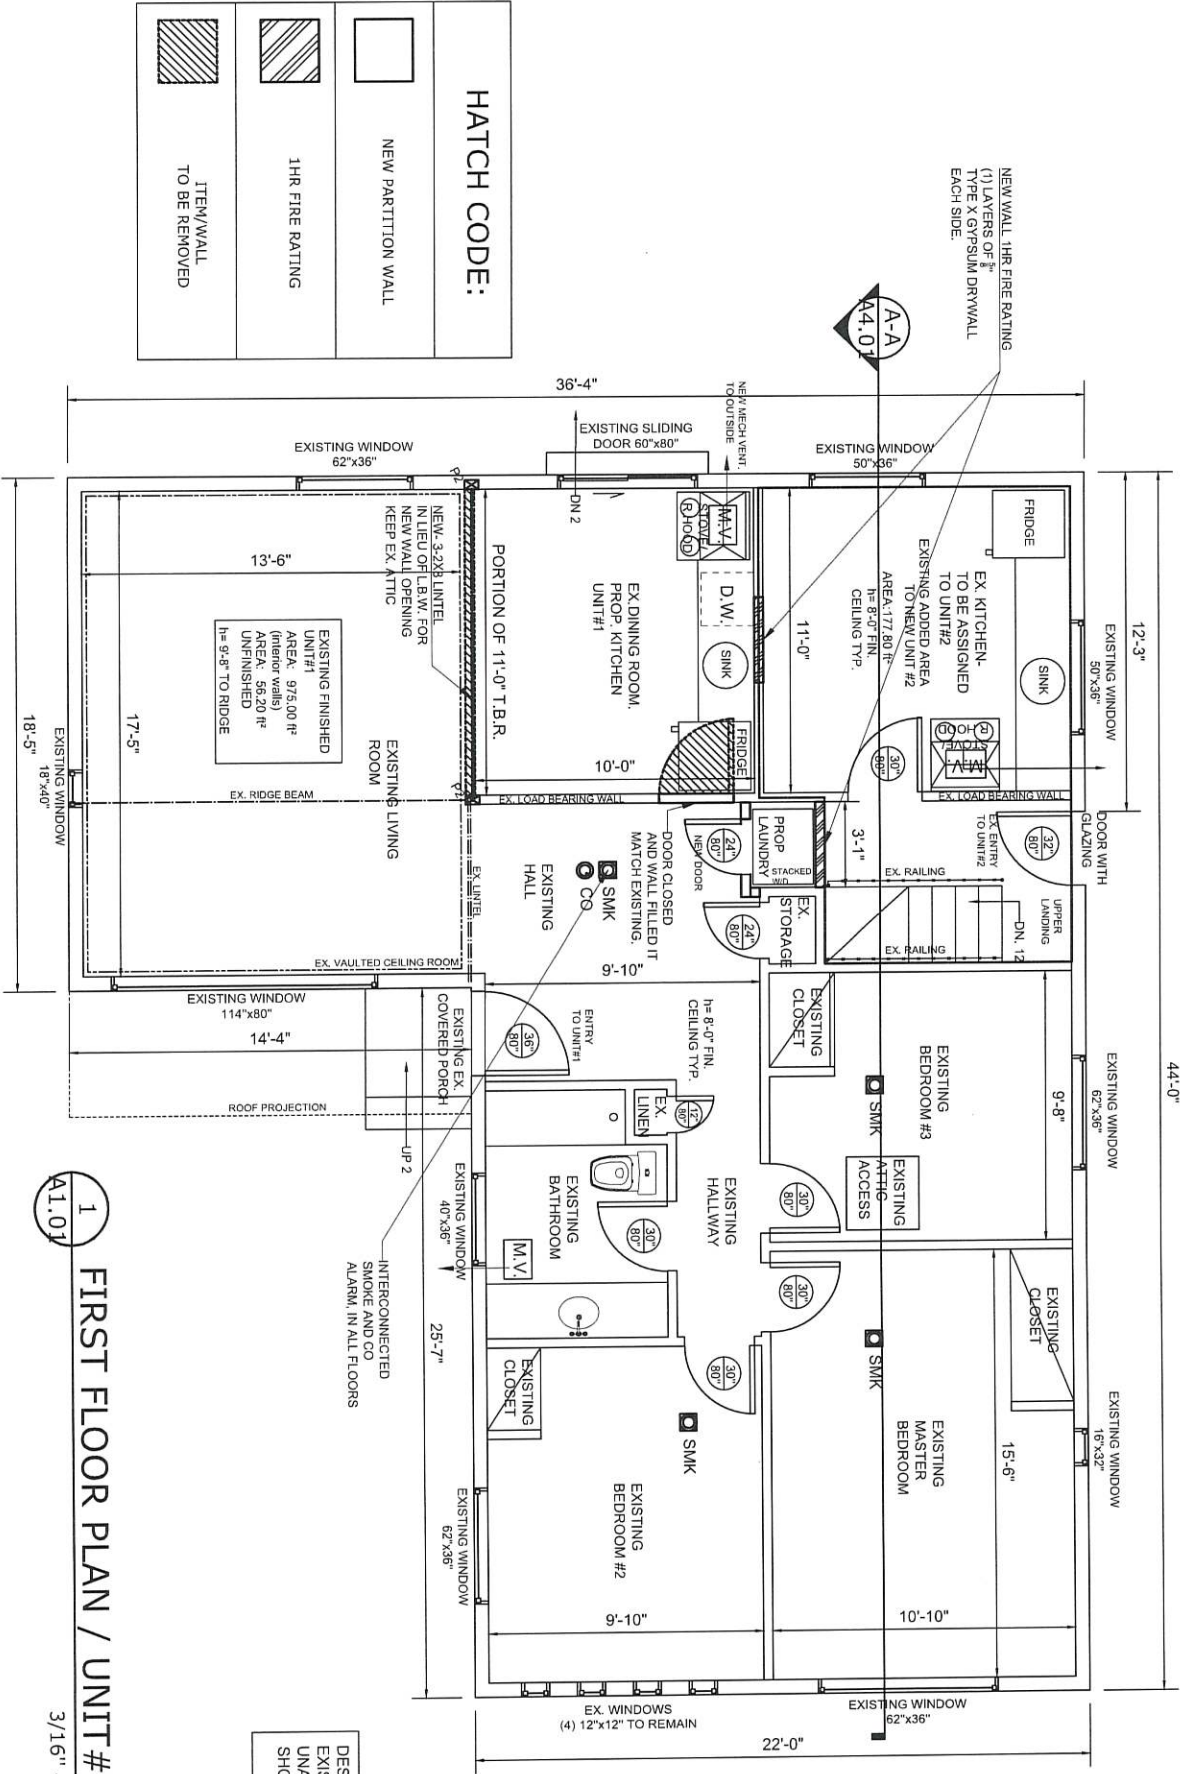 HATCH CODE:
NEW PARTITION WALL
1HR FIRE RATING
ITEM/WALL
TO BE REMOVED
NEW WALL 1HR FIRE RATING
(1) LAYERS OF 5/8"
TYPE X GYPSUM DRYWALL
EACH SIDE.
A-A
A4.01
44'-0"
12'-3"
36'-4"
EXISTING WINDOW
50"x36"
DOOR WITH
GLAZING
EXISTING WINDOW
62"x36"
EXISTING WINDOW
16"x32"
EXISTING WINDOW
50"x36"
FRIDGE
SINK
R.HOOD
STOVE/
M.V.
EX. KITCHEN-
TO BE ASSIGNED
TO UNIT#2
EXISTING ADDED AREA
TO NEW UNIT #2
AREA:177.80 ft²
h= 8'-0" FIN.
CEILING TYP.
11'-0"
30"
80"
EX. LOAD BEARING WALL
EX. ENTRY
TO UNIT#2
32"
80"
EX. RAILING
UPPER
LANDING
DN. 12
EX. RAILING
3'-1"
NEW MECH VENT.
TO OUTSIDE
M.V.
STOVE/
R.HOOD
D.W.
SINK
FRIDGE
EXISTING SLIDING
DOOR 60"x80"
DN 2
EX.DINING ROOM.
PROP. KITCHEN
UNIT#1
10'-0"
PORTION OF 11'-0" T.B.R.
EX. LOAD BEARING WALL
PROP
LAUNDRY
STACKED
W/D
24"
80"
NEW DOOR
DOOR CLOSED
AND WALL FILLED IT
MATCH EXISTING.
EX.
STORAGE
24"
80"
SMK
CO
EXISTING
HALL
9'-10"
EX. LINTEL
P2
P2
NEW- 3-2X8 LINTEL
IN LIEU OF L.B.W. FOR
NEW WALL OPENING
KEEP EX. ATTIC
EXISTING WINDOW
62"x36"
13'-6"
EXISTING FINISHED
UNIT#1
AREA: 975.00 ft²
(interior walls)
AREA: 56.20 ft²
UNFINISHED
h= 9'-8" TO RIDGE
EXISTING LIVING
ROOM
EX. RIDGE BEAM
17'-5"
EX. VAULTED CEILING ROOM
EXISTING WINDOW
18"x40"
18'-5"
EXISTING WINDOW
114"x80"
14'-4"
ROOF PROJECTION
EXISTING EX.
COVERED PORCH
UP 2
ENTRY
TO UNIT#1
36"
80"
h= 8'-0" FIN.
CEILING TYP.
EXISTING
CLOSET
EXISTING
BEDROOM #3
9'-8"
SMK
EXISTING
ATTIC
ACCESS
30"
80"
EX.
LINEN
12"
80"
EXISTING
HALLWAY
EXISTING
BATHROOM
30"
80"
M.V.
EXISTING WINDOW
40"x36"
INTERCONNECTED
SMOKE AND CO
ALARM, IN ALL FLOORS
30"
80"
EXISTING
CLOSET
SMK
EXISTING
MASTER
BEDROOM
15'-6"
10'-10"
30"
80"
EXISTING
CLOSET
SMK
EXISTING
BEDROOM #2
9'-10"
25'-7"
EXISTING WINDOW
62"x36"
EX. WINDOWS
(4) 12"x12" TO REMAIN
EXISTING WINDOW
62"x36"
22'-0"
1
A1.01
FIRST FLOOR PLAN / UNIT #
3/16"
DES
EXIS
UNA
SHO